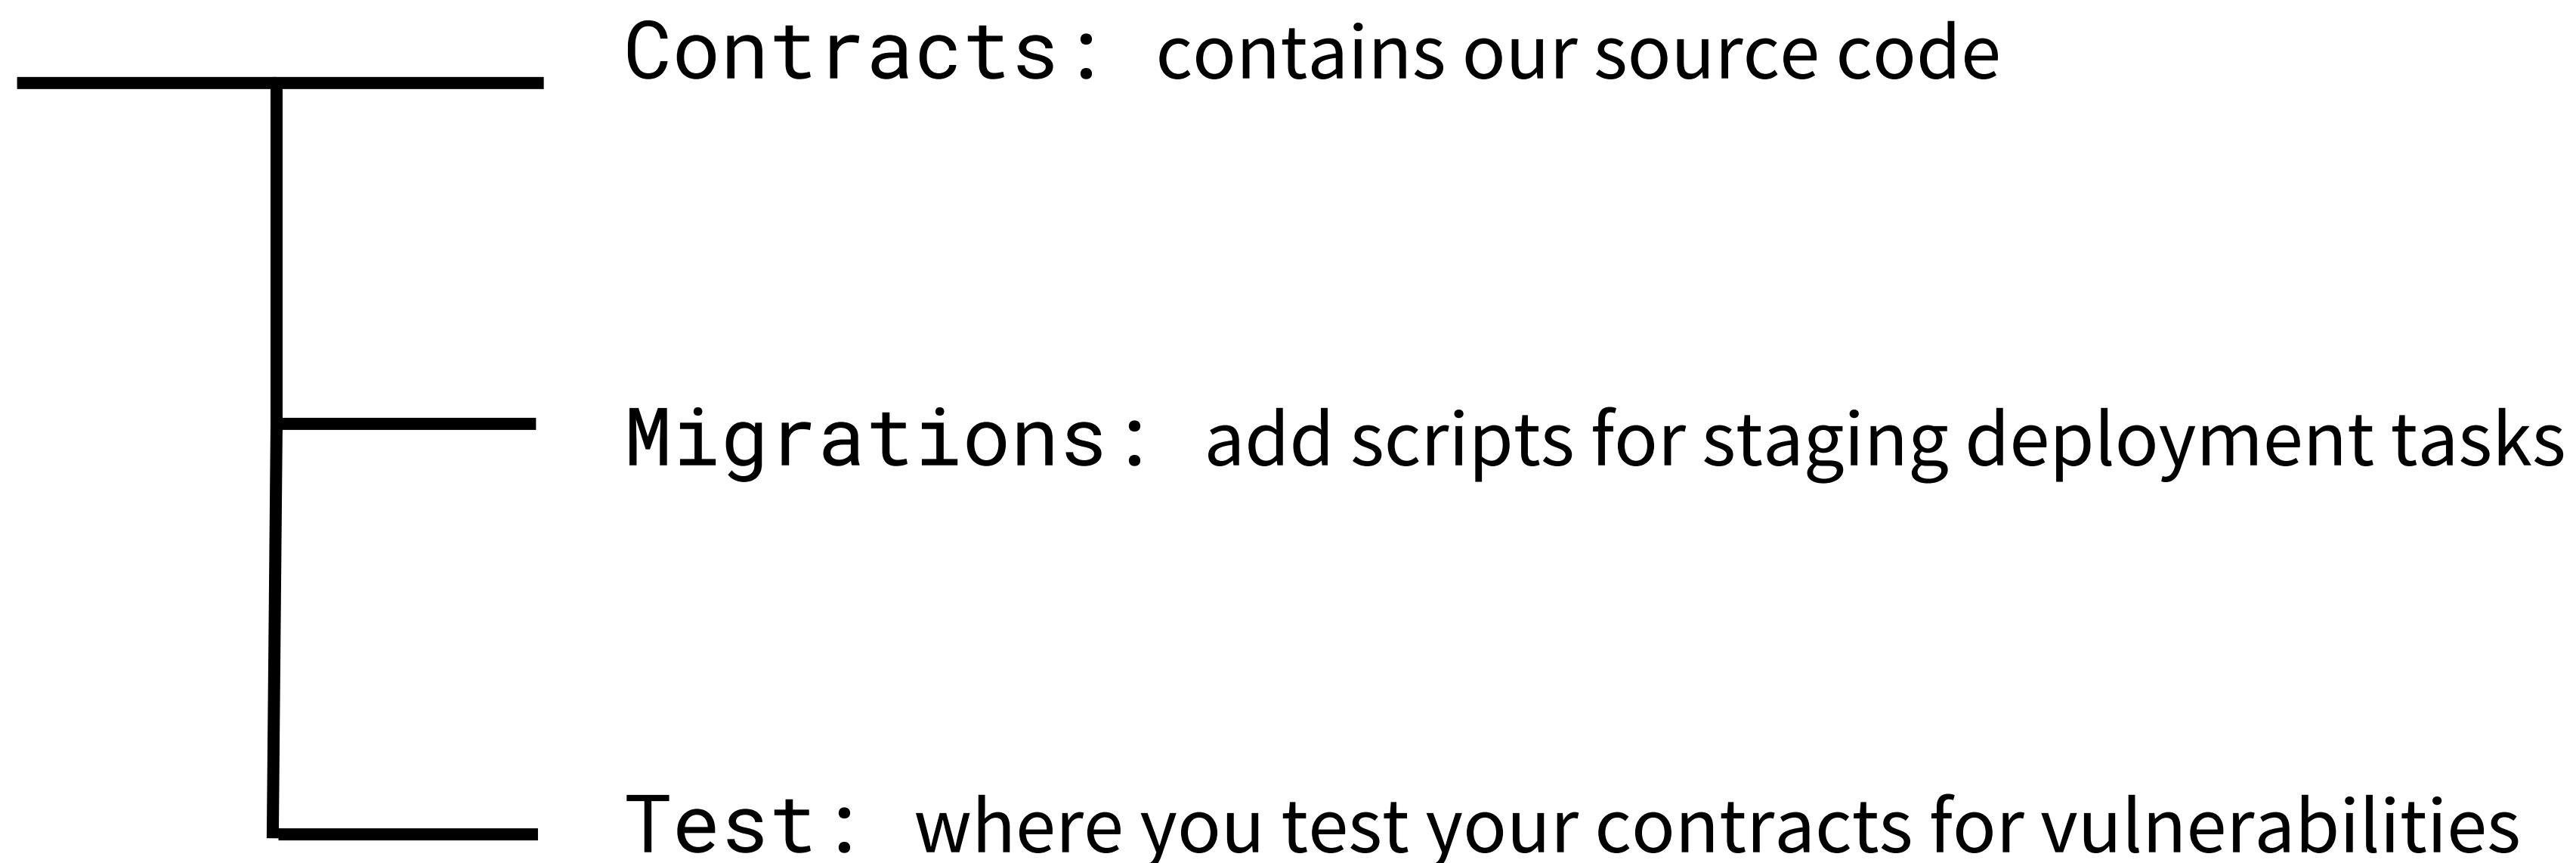 Contracts: contains our source code
Migrations: add scripts for staging deployment tasks
Test: where you test your contracts for vulnerabilities